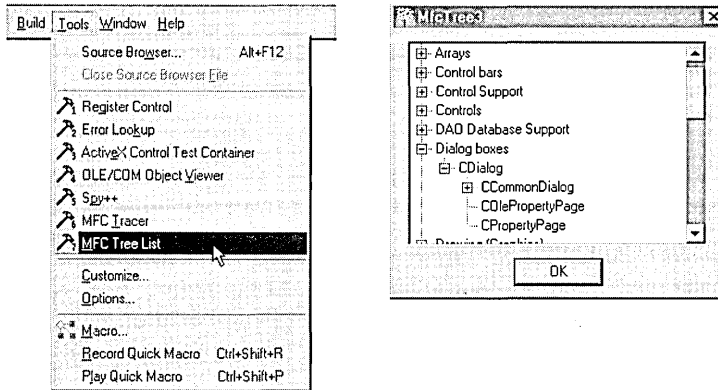 Build Tools Window Help
Source Browser... Alt+F12
Close Source Browser File
Register Control
Error Lookup
ActiveX Control Test Container
OLE/COM Object Viewer
Spy++
MFC Tracer
MFC Tree List
Customize...
Options...
Macro...
Record Quick Macro Ctrl+Shift+R
Play Quick Macro Ctrl+Shift+P
MfcTree3
Arrays
Control bars
Control Support
Controls
DAO Database Support
Dialog boxes
CDialog
CCommonDialog
COlePropertyPage
CPropertyPage
Drawing (Graphics)
OK